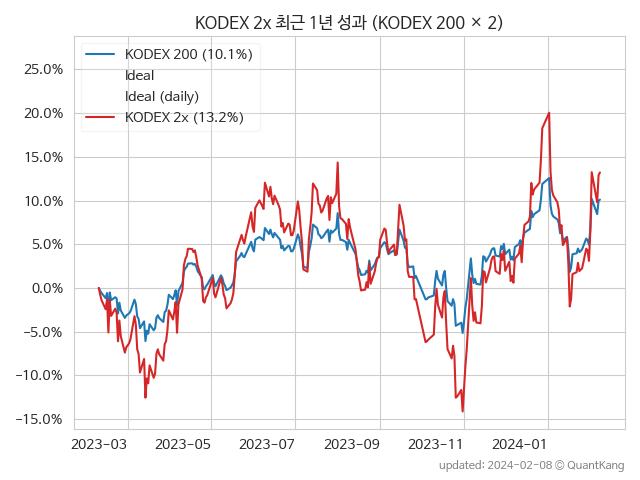 KODEX 2x 최근 1년 성과 (KODEX 200 × 2)
KODEX 200 (10.1%)
Ideal
Ideal (daily)
KODEX 2x (13.2%)
25.0%
20.0%
15.0%
10.0%
5.0%
0.0%
−5.0%
−10.0%
−15.0%
2023−03 2023−05 2023−07 2023−09 2023−11 2024−01
updated: 2024−02−08 © QuantKang